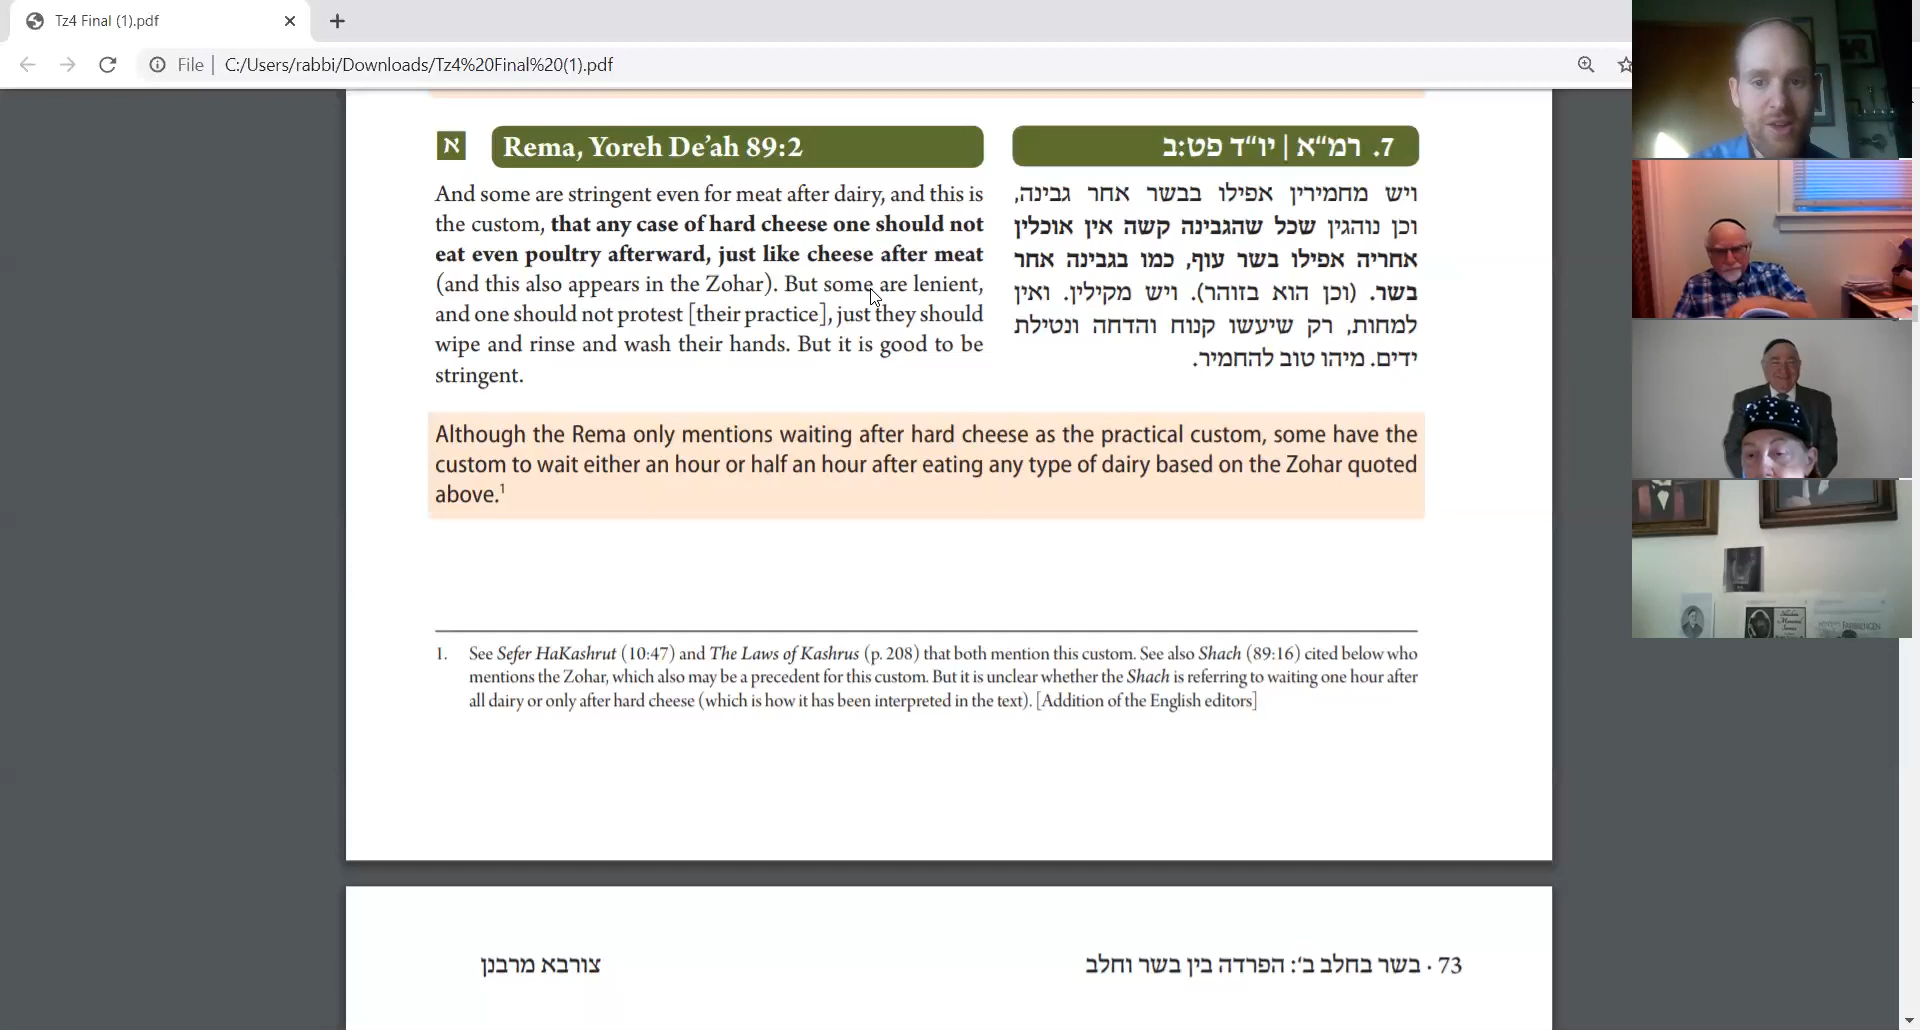 Tz4 Final (1).pdf
File
C:/Users/rabbi/Downloads/Tz4%20Final%20(1).pdf
א
Rema, Yoreh De’ah 89:2
And some are stringent even for meat after dairy, and this is
the custom, that any case of hard cheese one should not
eat even poultry afterward, just like cheese after meat
(and this also appears in the Zohar). But some are lenient,
and one should not protest [their practice], just they should
wipe and rinse and wash their hands. But it is good to be
stringent.
7. רמ“א | יו“ד פט:ב
ויש מחמירין אפילו בבשר אחר גבינה,
וכן נוהגין שכל שהגבינה קשה אין אוכלין
אחריה אפילו בשר עוף, כמו בגבינה אחר
בשר. (וכן הוא בזוהר). ויש מקילין. ואין
למחות, רק שיעשו קנוח והדחה ונטילת
ידים. מיהו טוב להחמיר.
Although the Rema only mentions waiting after hard cheese as the practical custom, some have the
custom to wait either an hour or half an hour after eating any type of dairy based on the Zohar quoted
above.1
1. See Sefer HaKashrut (10:47) and The Laws of Kashrus (p. 208) that both mention this custom. See also Shach (89:16) cited below who
mentions the Zohar, which also may be a precedent for this custom. But it is unclear whether the Shach is referring to waiting one hour after
all dairy or only after hard cheese (which is how it has been interpreted in the text). [Addition of the English editors]
73 · בשר בחלב ב‘: הפרדה בין בשר וחלב
צורבא מרבנן